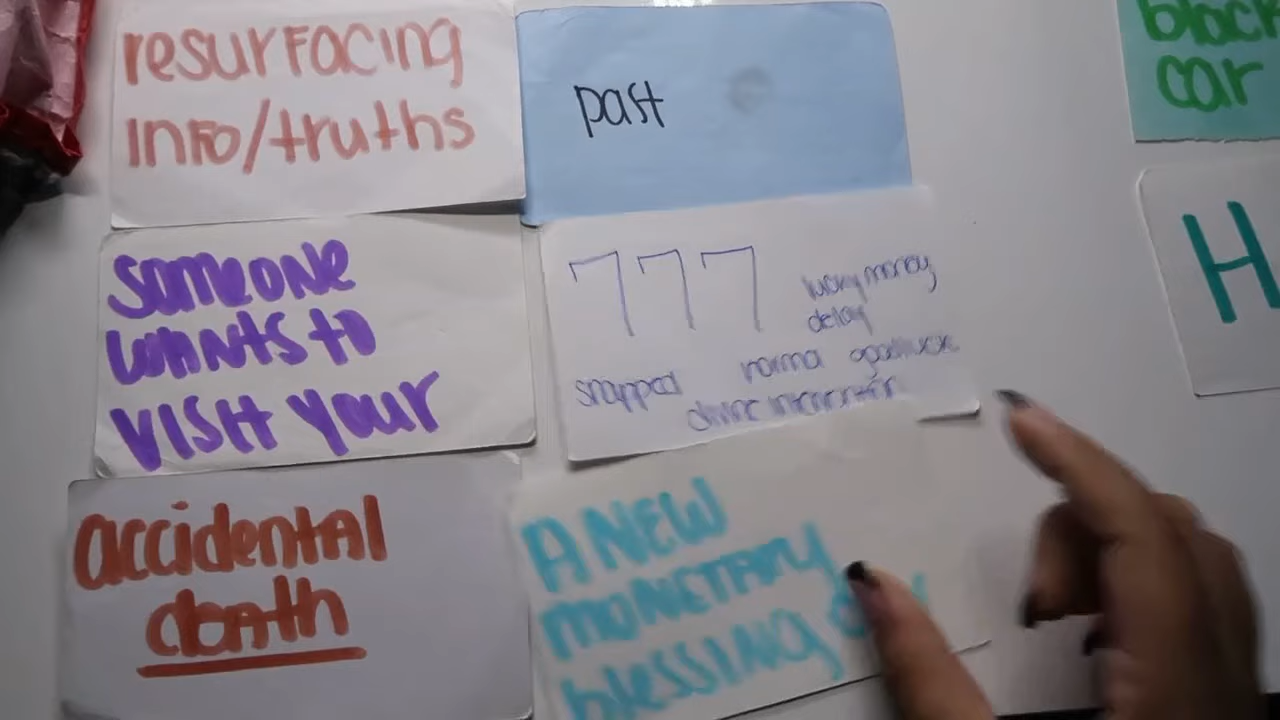 resurfacing
info/truths
past
black
car
someone
wants to
visit your
777
money
delay
H
snapped
karma
accidental
death
A new
monetary
blessing